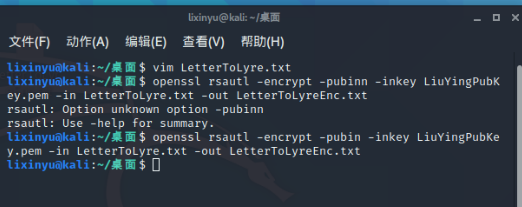 lixinyu@kali: ~/桌面
文件(F) 动作(A) 编辑(E) 查看(V) 帮助(H)
lixinyu@kali:~/桌面$ vim LetterToLyre.txt
lixinyu@kali:~/桌面$ openssl rsautl -encrypt -pubinn -inkey LiuYingPubK
ey.pem -in LetterToLyre.txt -out LetterToLyreEnc.txt
rsautl: Option unknown option -pubinn
rsautl: Use -help for summary.
lixinyu@kali:~/桌面$ openssl rsautl -encrypt -pubin -inkey LiuYingPubKe
y.pem -in LetterToLyre.txt -out LetterToLyreEnc.txt
lixinyu@kali:~/桌面$